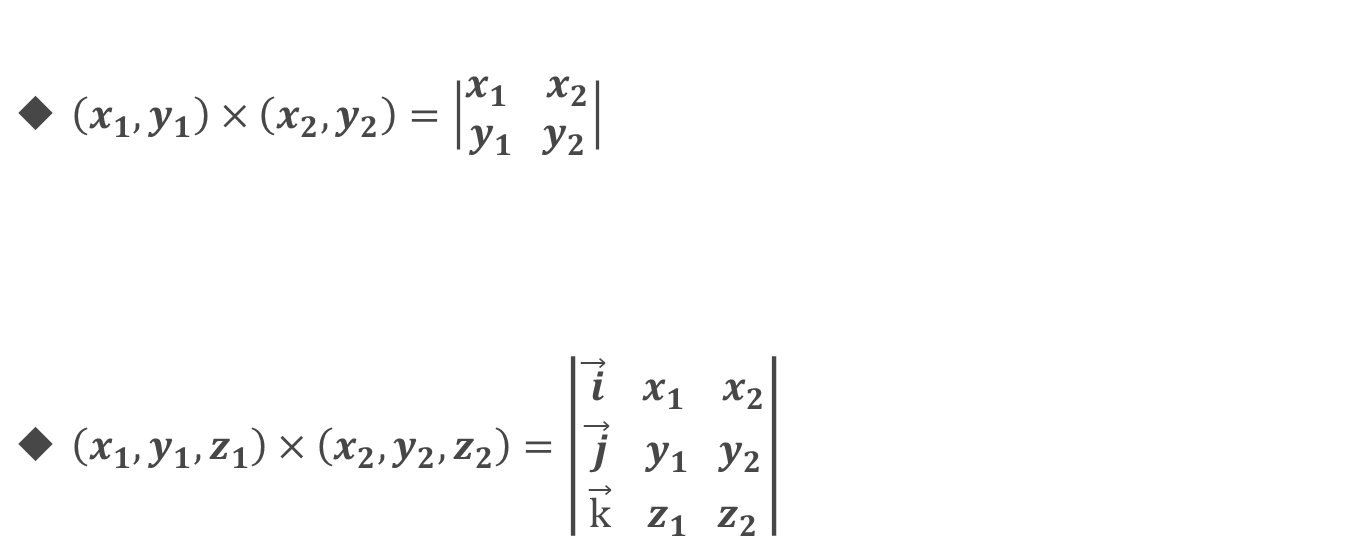 ◆ (x₁, y₁) × (x₂, y₂) = |x₁ x₂|
|y₁ y₂|
◆ (x₁, y₁, z₁) × (x₂, y₂, z₂) = |i⃗ x₁ x₂|
|j⃗ y₁ y₂|
|k⃗ z₁ z₂|